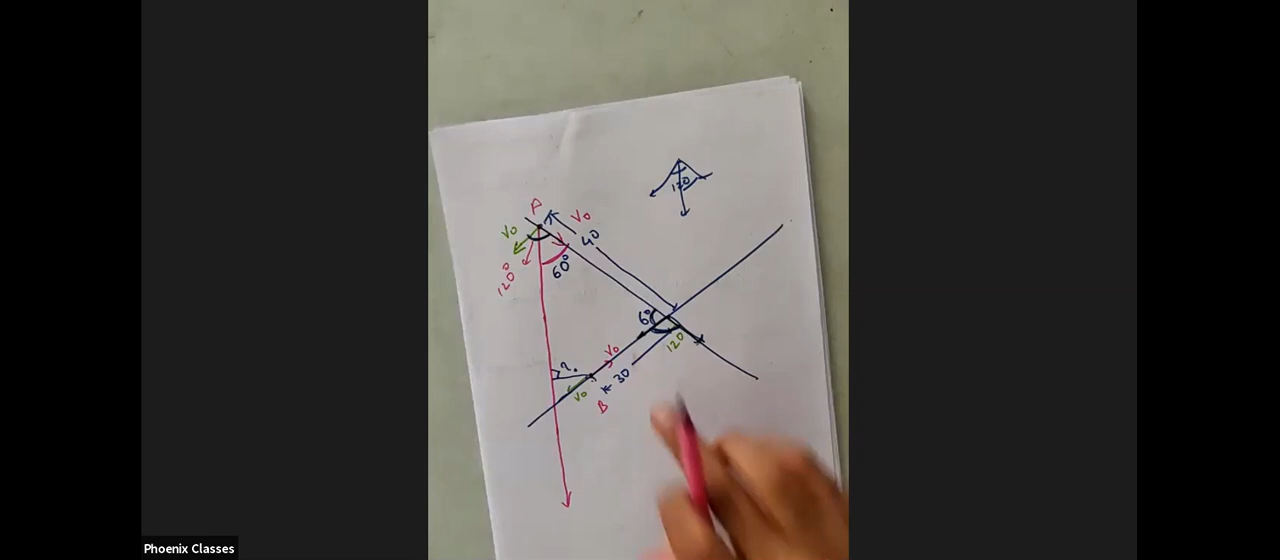 120
A
V₀
V₀
40
120°
60°
60
120
V₀
?
30
V₀
B
Phoenix Classes